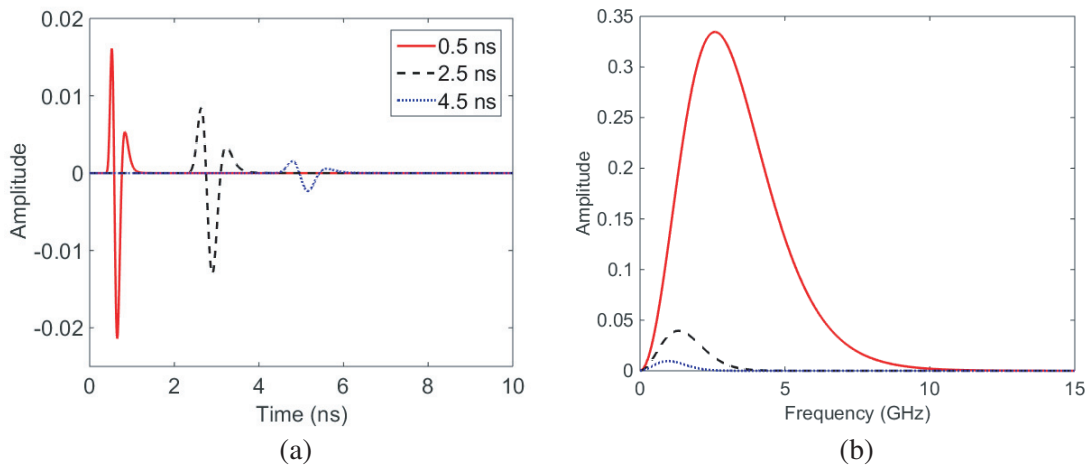 0.02
0.01
0
-0.01
-0.02
Amplitude
0 2 4 6 8 10
Time (ns)
0.5 ns
2.5 ns
4.5 ns
(a)
0.35
0.3
0.25
0.2
0.15
0.1
0.05
0
Amplitude
0 5 10 15
Frequency (GHz)
(b)